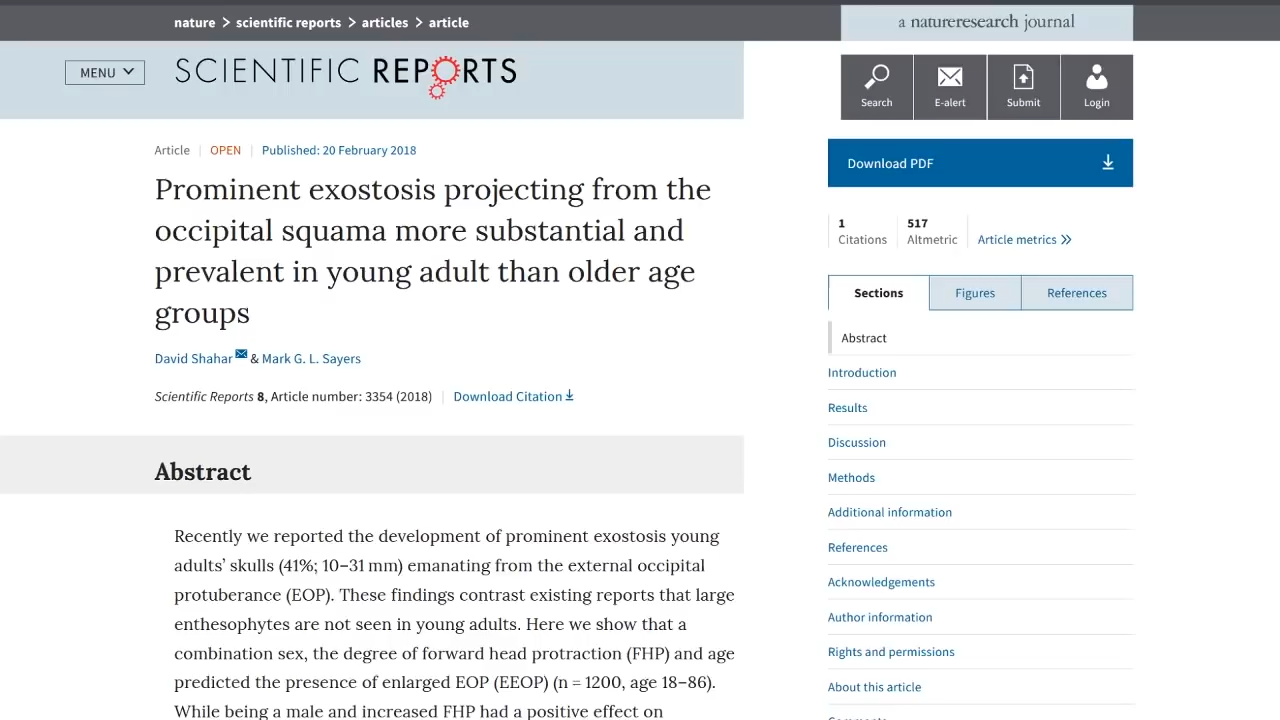 nature > scientific reports > articles > article
a natureresearch journal
MENU
SCIENTIFIC REPORTS
Search
E-alert
Submit
Login
Article | OPEN | Published: 20 February 2018
Prominent exostosis projecting from the
occipital squama more substantial and
prevalent in young adult than older age
groups
David Shahar & Mark G. L. Sayers
Scientific Reports 8, Article number: 3354 (2018) | Download Citation
Abstract
Recently we reported the development of prominent exostosis young
adults’ skulls (41%; 10–31 mm) emanating from the external occipital
protuberance (EOP). These findings contrast existing reports that large
enthesophytes are not seen in young adults. Here we show that a
combination sex, the degree of forward head protraction (FHP) and age
predicted the presence of enlarged EOP (EEOP) (n = 1200, age 18–86).
While being a male and increased FHP had a positive effect on
Download PDF
1 Citations
517 Altmetric
Article metrics >>
Sections
Figures
References
Abstract
Introduction
Results
Discussion
Methods
Additional information
References
Acknowledgements
Author information
Rights and permissions
About this article
Comments